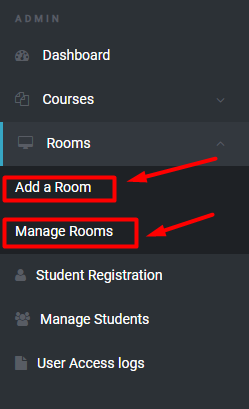 ADMIN
Dashboard
Courses
Rooms
Add a Room
Manage Rooms
Student Registration
Manage Students
User Access logs